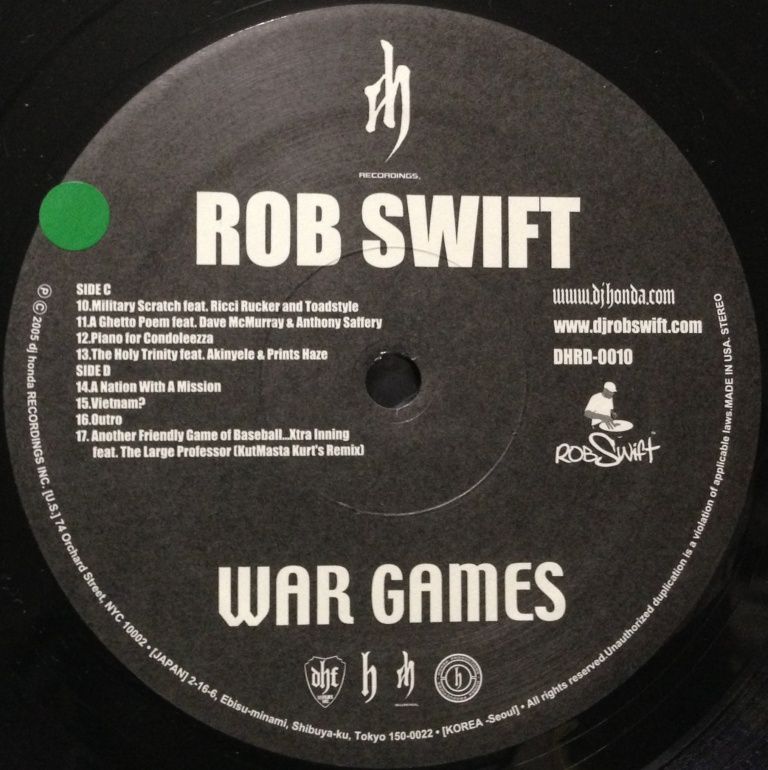 dh
RECORDINGS.
ROB SWIFT
SIDE C
10.Military Scratch feat. Ricci Rucker and Toadstyle
11.A Ghetto Poem feat. Dave McMurray & Anthony Saffery
12.Piano for Condoleezza
13.The Holy Trinity feat. Akinyele & Prints Haze
SIDE D
14.A Nation With A Mission
15.Vietnam?
16.Outro
17. Another Friendly Game of Baseball...Xtra Inning
feat. The Large Professor (KutMasta Kurt's Remix)
www.djhonda.com
www.djrobswift.com
DHRD-0010
ROB SWIFT
WAR GAMES
dhf
h
dh
h
℗ © 2005 dj honda RECORDINGS INC. [U.S.] 74 Orchard Street, NYC 10002 • [JAPAN] 2-16-6, Ebisu-minami, Shibuya-ku, Tokyo 150-0022 • [KOREA -Seoul] • All rights reserved.Unauthorized duplication is a violation of applicable laws.MADE IN USA. STEREO